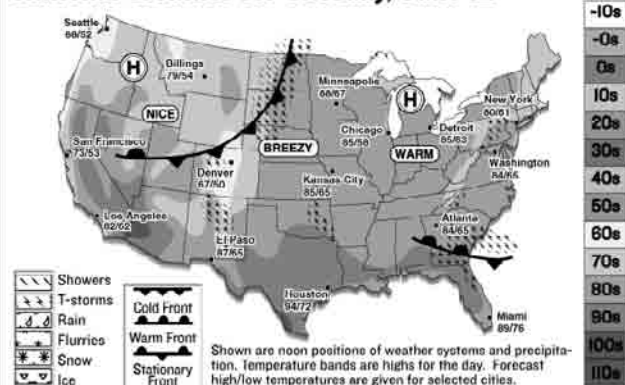 Seattle
68/52
Billings
79/54
H
NICE
San Francisco
73/53
Los Angeles
82/62
Denver
67/50
El Paso
87/65
BREEZY
Minneapolis
H
Chicago
85/58
WARM
Detroit
85/63
New York
80/61
Washington
84/65
Kansas City
85/65
Atlanta
84/65
Houston
94/72
Miami
89/76
Showers
T-storms
Rain
Flurries
Snow
Ice
Cold Front
Warm Front
Stationary
Front
Shown are noon positions of weather systems and precipita-
tion. Temperature bands are highs for the day. Forecast
high/low temperatures are given for selected cities.
-10s
-0s
0s
10s
20s
30s
40s
50s
60s
70s
80s
90s
100s
110s